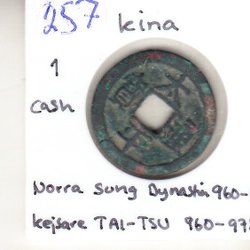 257 kina
1
cash
Norra Sung Dynastin 960-
kejsare TAI-TSU 960-97